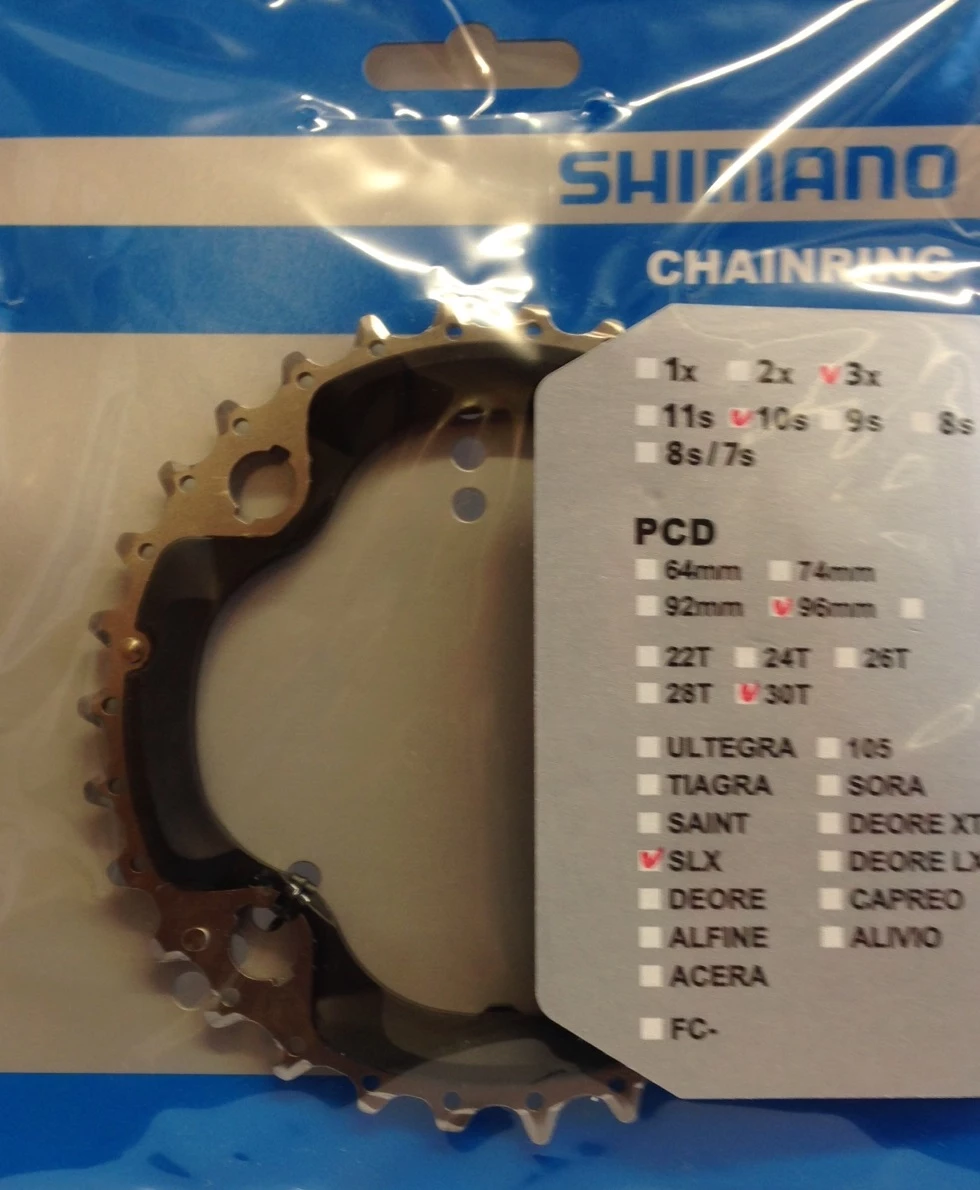 SHIMANO
CHAINRING
1x 2x 3x
11s 10s 9s 8s
8s/7s
PCD
64mm 74mm
92mm 96mm
22T 24T 26T
28T 30T
ULTEGRA 105
TIAGRA SORA
SAINT DEORE XT
SLX DEORE LX
DEORE CAPREO
ALFINE ALIVIO
ACERA
FC-